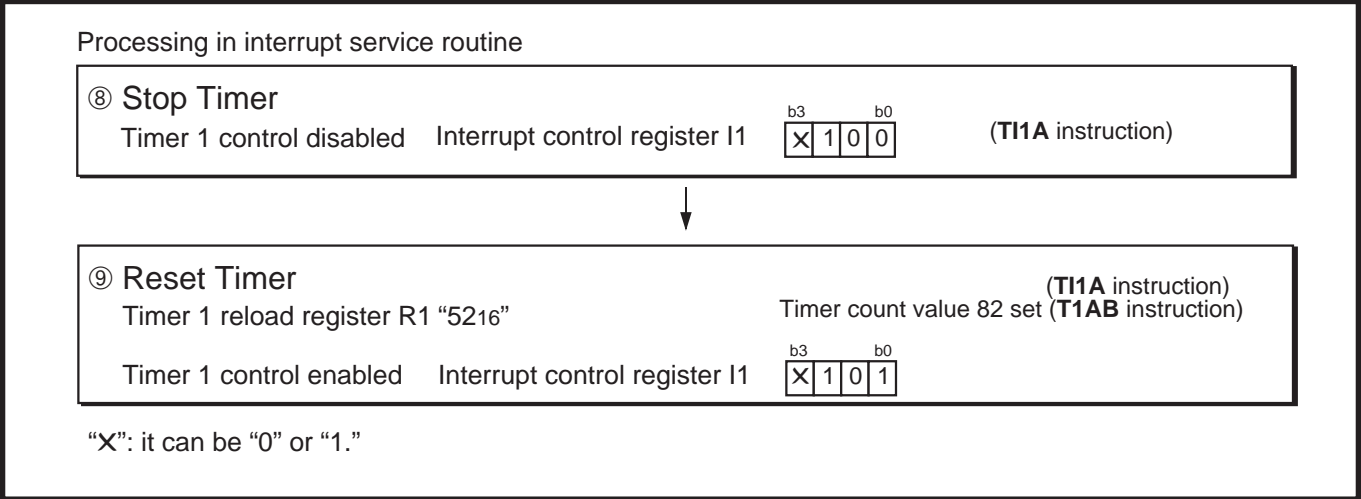 Processing in interrupt service routine
⑧ Stop Timer
b3 b0
Timer 1 control disabled Interrupt control register I1 X 1 0 0 (TI1A instruction)
⑨ Reset Timer
(TI1A instruction)
Timer 1 reload register R1 “5216” Timer count value 82 set (T1AB instruction)
b3 b0
Timer 1 control enabled Interrupt control register I1 X 1 0 1
“X”: it can be “0” or “1.”